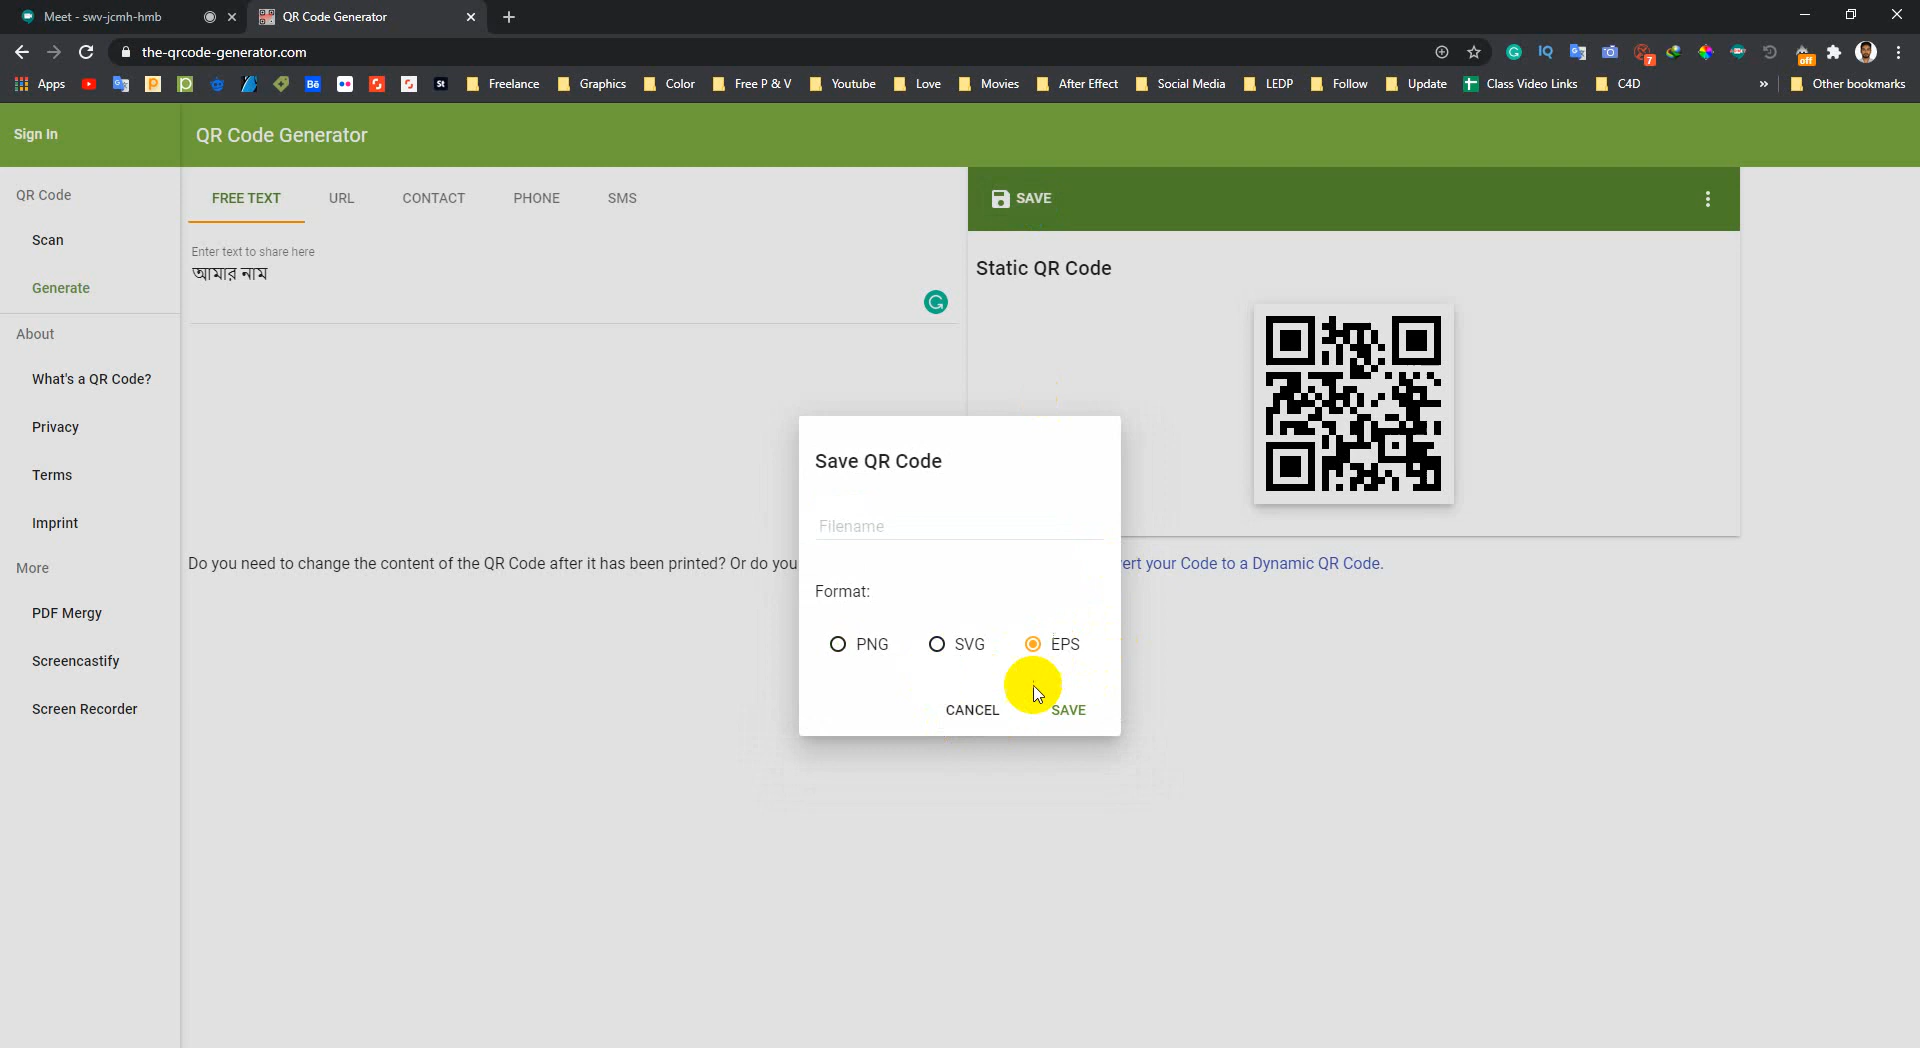 Meet - swv-jcmh-hmb
QR Code Generator
the-qrcode-generator.com
IQ
7
off
Apps
Bē
St
Freelance
Graphics
Color
Free P & V
Youtube
Love
Movies
After Effect
Social Media
LEDP
Follow
Update
Class Video Links
C4D
»
Other bookmarks
Sign In
QR Code Generator
QR Code
Scan
Generate
About
What's a QR Code?
Privacy
Terms
Imprint
More
PDF Mergy
Screencastify
Screen Recorder
FREE TEXT
URL
CONTACT
PHONE
SMS
Enter text to share here
আমার নাম
SAVE
Static QR Code
Do you need to change the content of the QR Code after it has been printed? Or do you
your Code to a Dynamic QR Code.
Save QR Code
Filename
Format:
PNG
SVG
EPS
CANCEL
SAVE